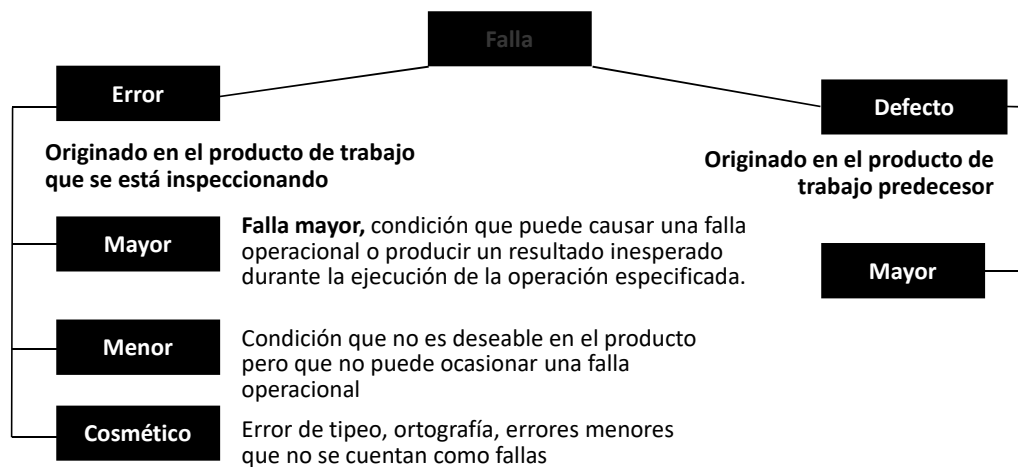 Falla
Error
Defecto
Originado en el producto de trabajo
que se está inspeccionando
Originado en el producto de
trabajo predecesor
Mayor
Falla mayor, condición que puede causar una falla
operacional o producir un resultado inesperado
durante la ejecución de la operación especificada.
Mayor
Menor
Condición que no es deseable en el producto
pero que no puede ocasionar una falla
operacional
Cosmético
Error de tipeo, ortografía, errores menores
que no se cuentan como fallas